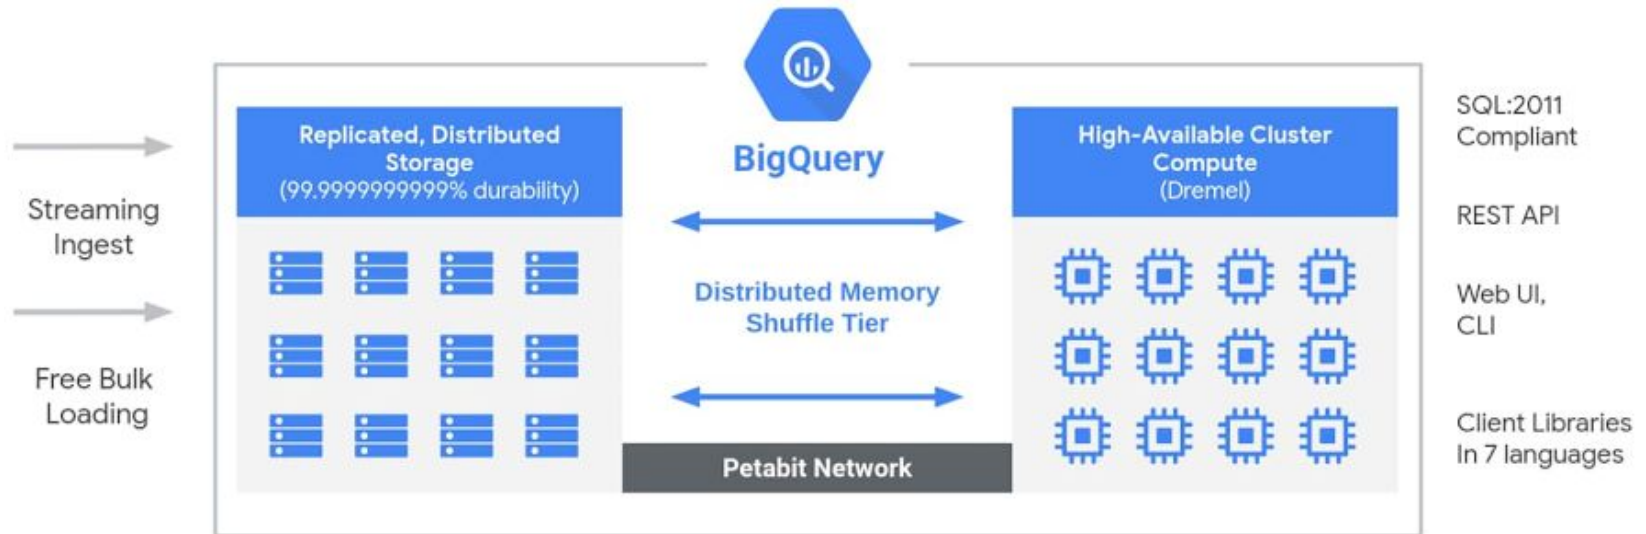 Streaming
Ingest
Free Bulk
Loading
Replicated, Distributed
Storage
(99.9999999999% durability)
BigQuery
Distributed Memory
Shuffle Tier
Petabit Network
High-Available Cluster
Compute
(Dremel)
SQL:2011
Compliant
REST API
Web UI,
CLI
Client Libraries
In 7 languages